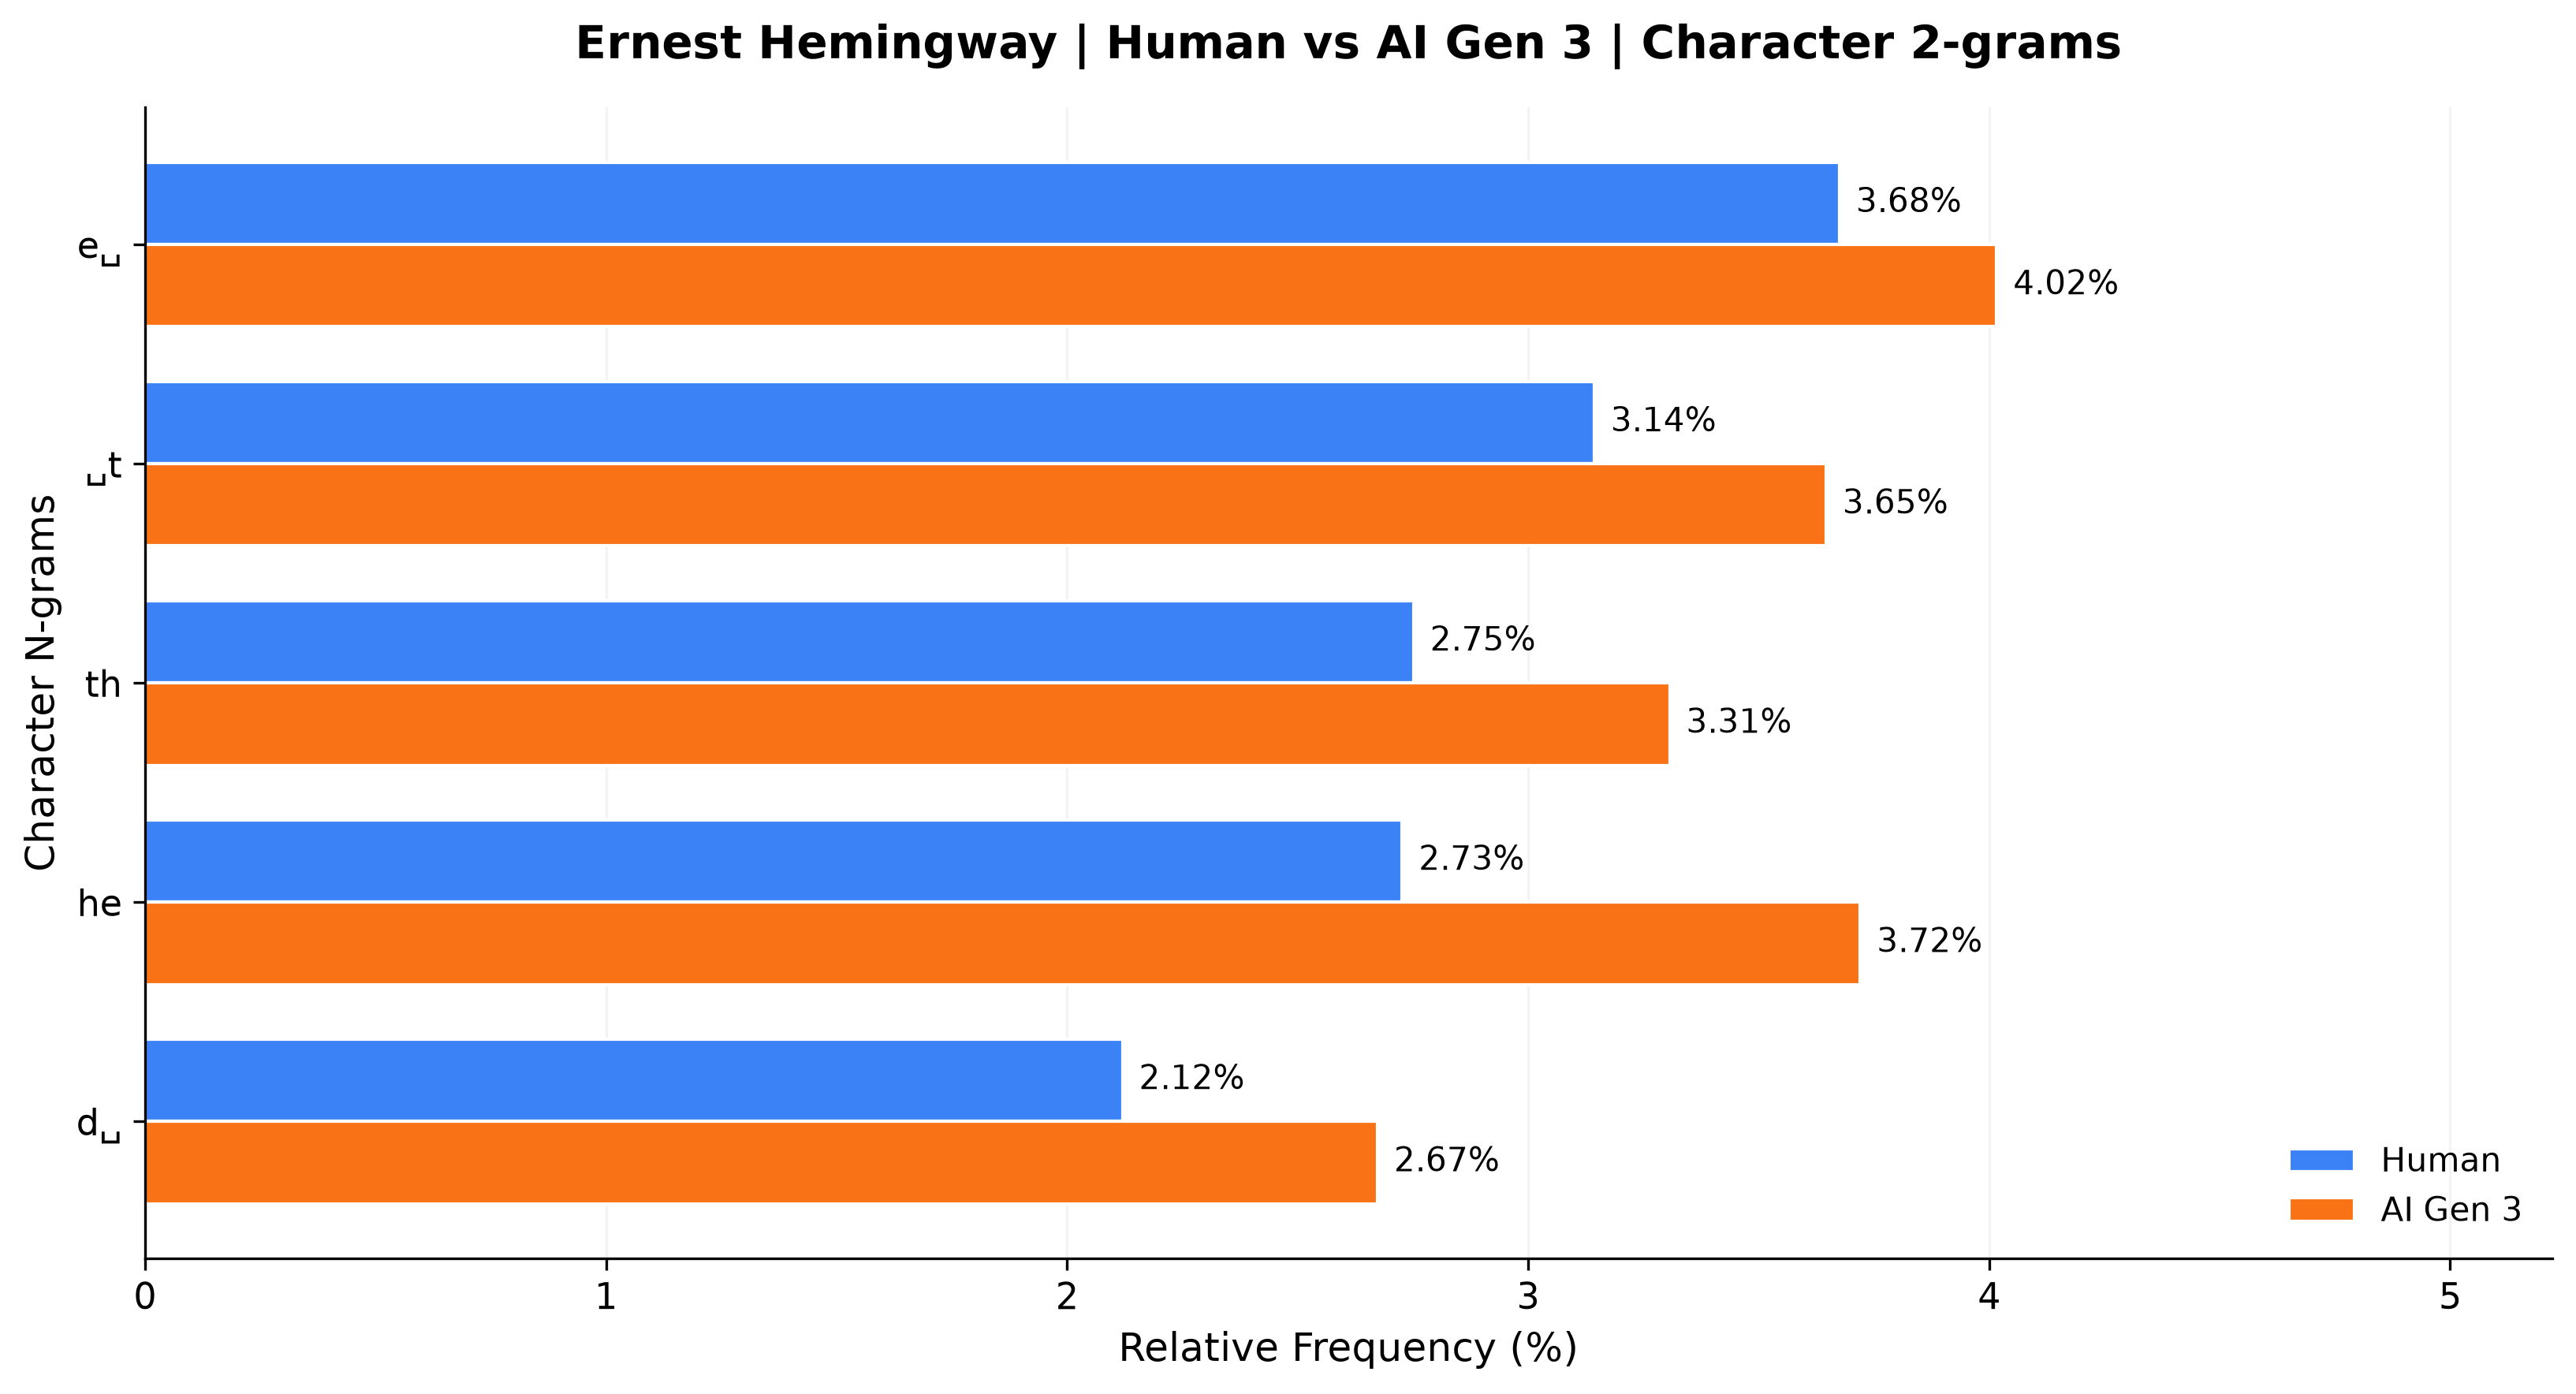 Ernest Hemingway | Human vs AI Gen 3 | Character 2-grams
Character N-grams
e␣
3.68%
4.02%
␣t
3.14%
3.65%
th
2.75%
3.31%
he
2.73%
3.72%
d␣
2.12%
2.67%
Human
AI Gen 3
0 1 2 3 4 5
Relative Frequency (%)